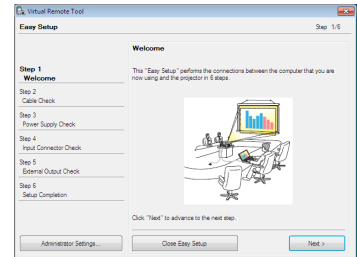 Virtual Remote Tool
Easy Setup
Step 1/6
Welcome
Step 1
Welcome
This "Easy Setup" performs the connections between the computer that you are
now using and the projector in 6 steps.
Step 2
Cable Check
Step 3
Power Supply Check
Step 4
Input Connector Check
Step 5
External Output Check
Step 6
Setup Completion
Click "Next" to advance to the next step.
Administrator Settings...
Close Easy Setup
Next >